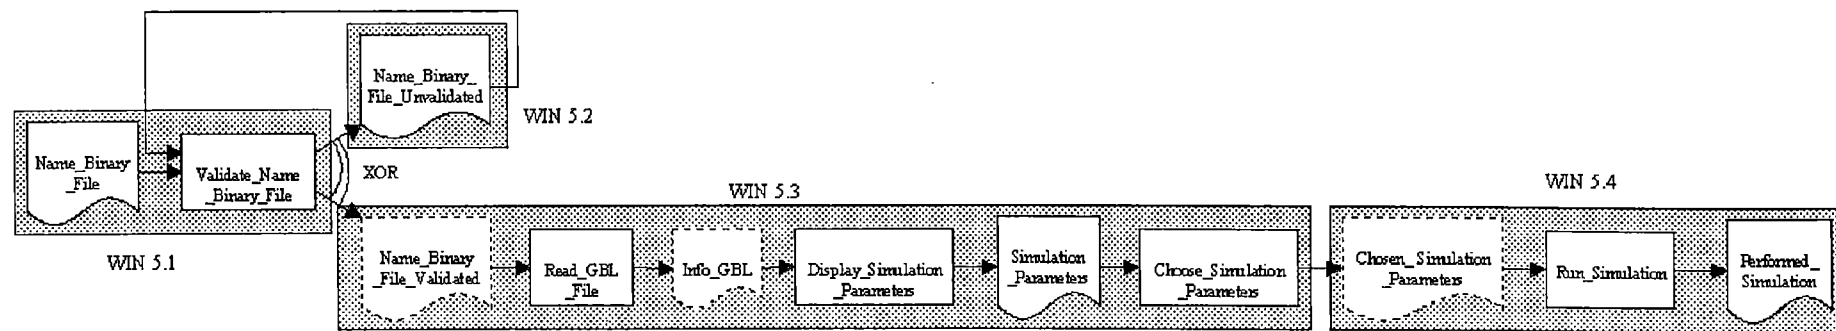 Name_Binary_
File_Unvalidated
WIN 5.2
Name_Binary
_File
Validate_Name
_Binary_File
XOR
WIN 5.1
WIN 5.3
WIN 5.4
Name_Binary
_File_Validated
Read_GBL
_File
Info_GBL
Display_Simulation
_Parameters
Simulation
_Parameters
Choose_Simulation
_Parameters
Chosen_Simulation
_Parameters
Run_Simulation
Performed_
Simulation